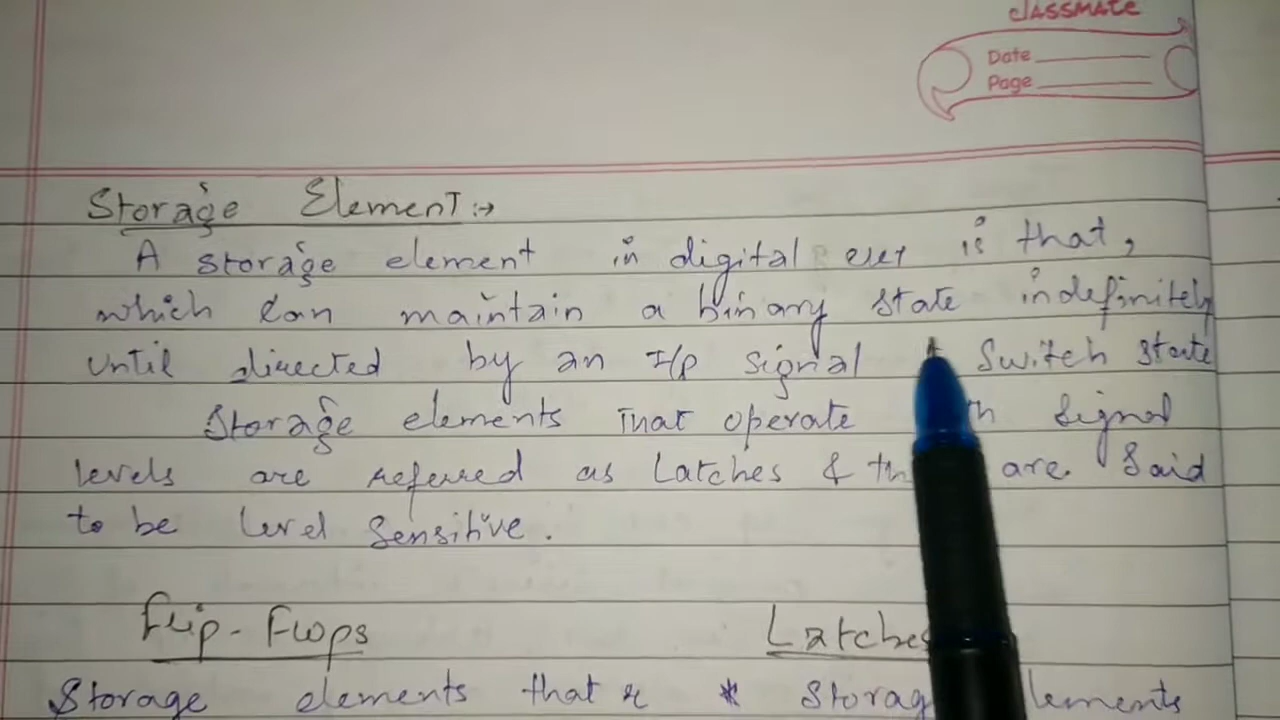 classmate
Date
Page
Storage Element :→
A storage element in digital ckt is that,
which can maintain a binary state indefinitely
until directed by an I/p signal switch state
Storage elements that operate signal
levels are referred as Latches & are said
to be level sensitive.
Flip-Flops Latches
Storage elements that * Storage elements